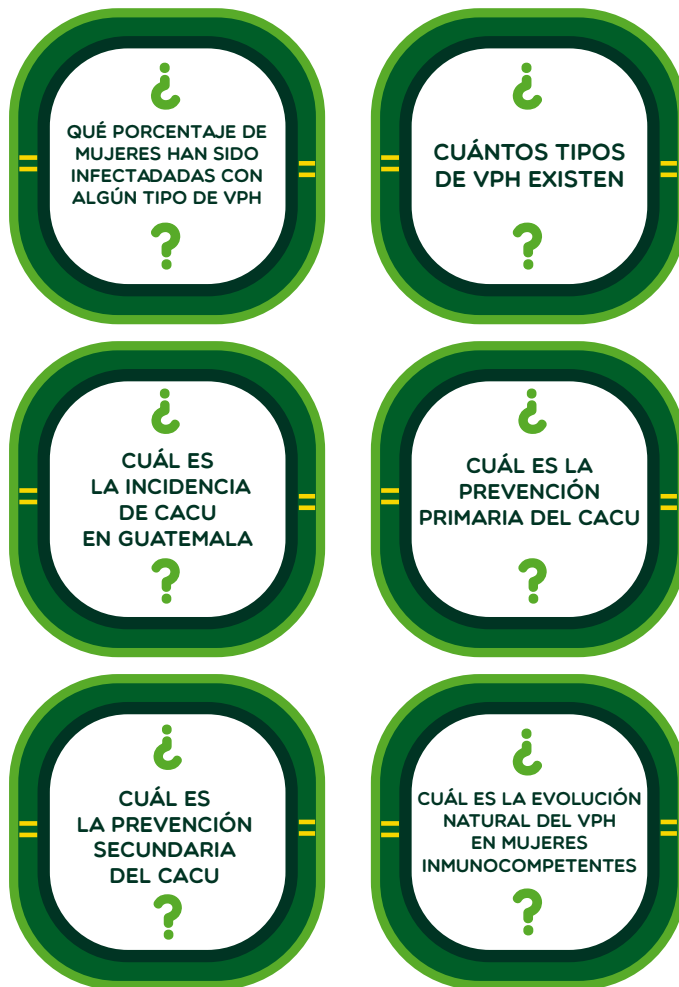 ¿
QUÉ PORCENTAJE DE
MUJERES HAN SIDO
INFECTADADAS CON
ALGÚN TIPO DE VPH
?
¿
CUÁNTOS TIPOS
DE VPH EXISTEN
?
¿
CUÁL ES
LA INCIDENCIA
DE CACU
EN GUATEMALA
?
¿
CUÁL ES LA
PREVENCIÓN
PRIMARIA DEL CACU
?
¿
CUÁL ES
LA PREVENCIÓN
SECUNDARIA
DEL CACU
?
¿
CUÁL ES LA EVOLUCIÓN
NATURAL DEL VPH
EN MUJERES
INMUNOCOMPETENTES
?